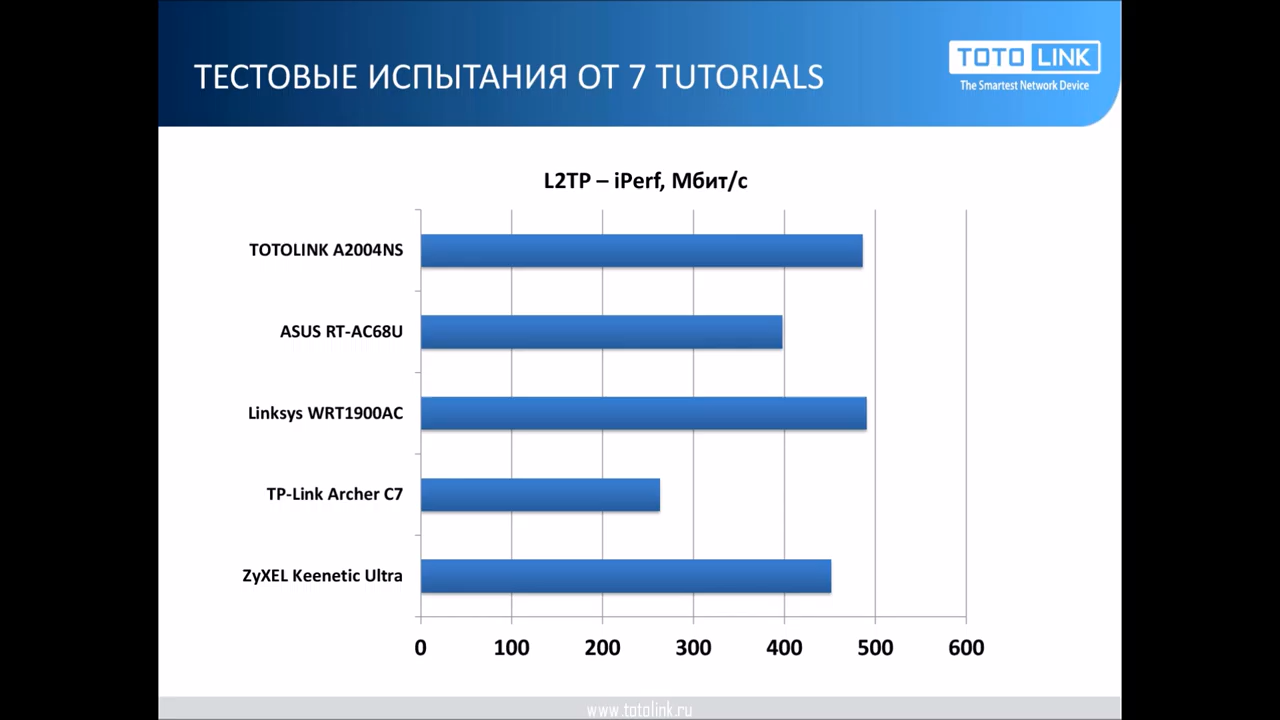 ТЕСТОВЫЕ ИСПЫТАНИЯ ОТ 7 TUTORIALS
TOTO LINK
The Smartest Network Device
L2TP – iPerf, Мбит/с
TOTOLINK A2004NS
ASUS RT-AC68U
Linksys WRT1900AC
TP-Link Archer C7
ZyXEL Keenetic Ultra
0 100 200 300 400 500 600
www.totolink.ru